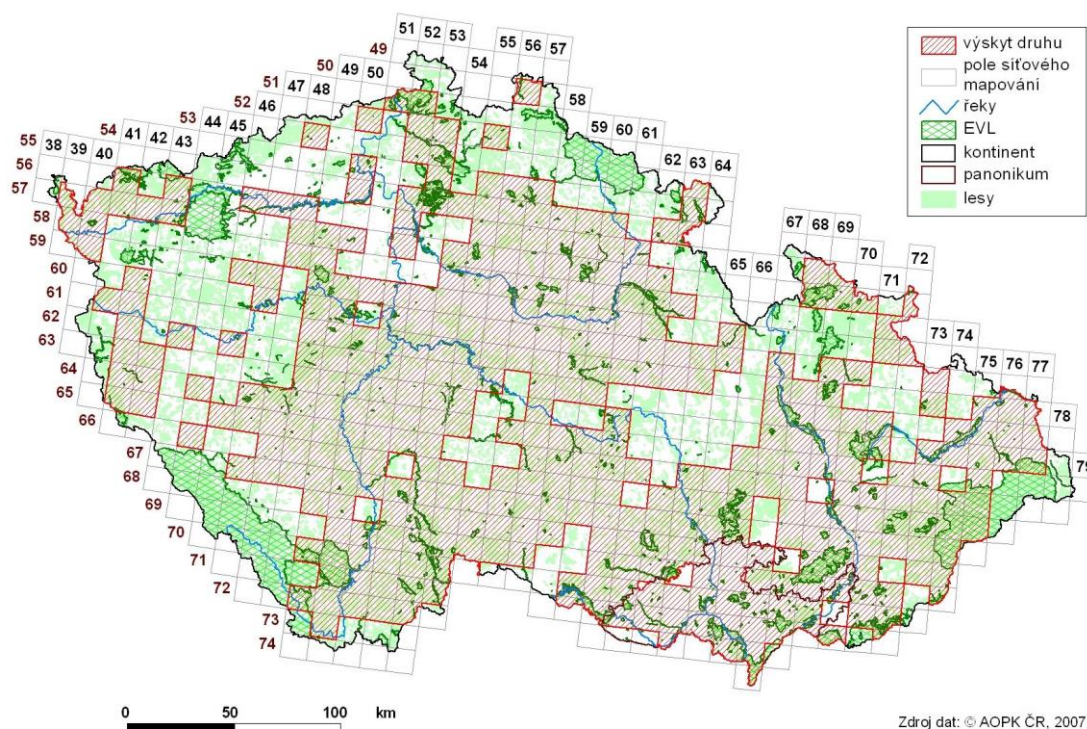 51 52 53
55 56 57
49
54
50 49 50
58
51 47 48
52 46
59 60 61
53 44 45
54 41 42 43
62 63 64
55 38 39 40
56
57
67 68 69
58
70 71 72
59
65 66
60
61
62
73 74
63
75 76 77
64
65
78
66
79
67
68
69
70
71
72
73
74
výskyt druhu
pole síťového
mapování
řeky
EVL
kontinent
panonikum
lesy
0 50 100 km
Zdroj dat: © AOPK ČR, 2007